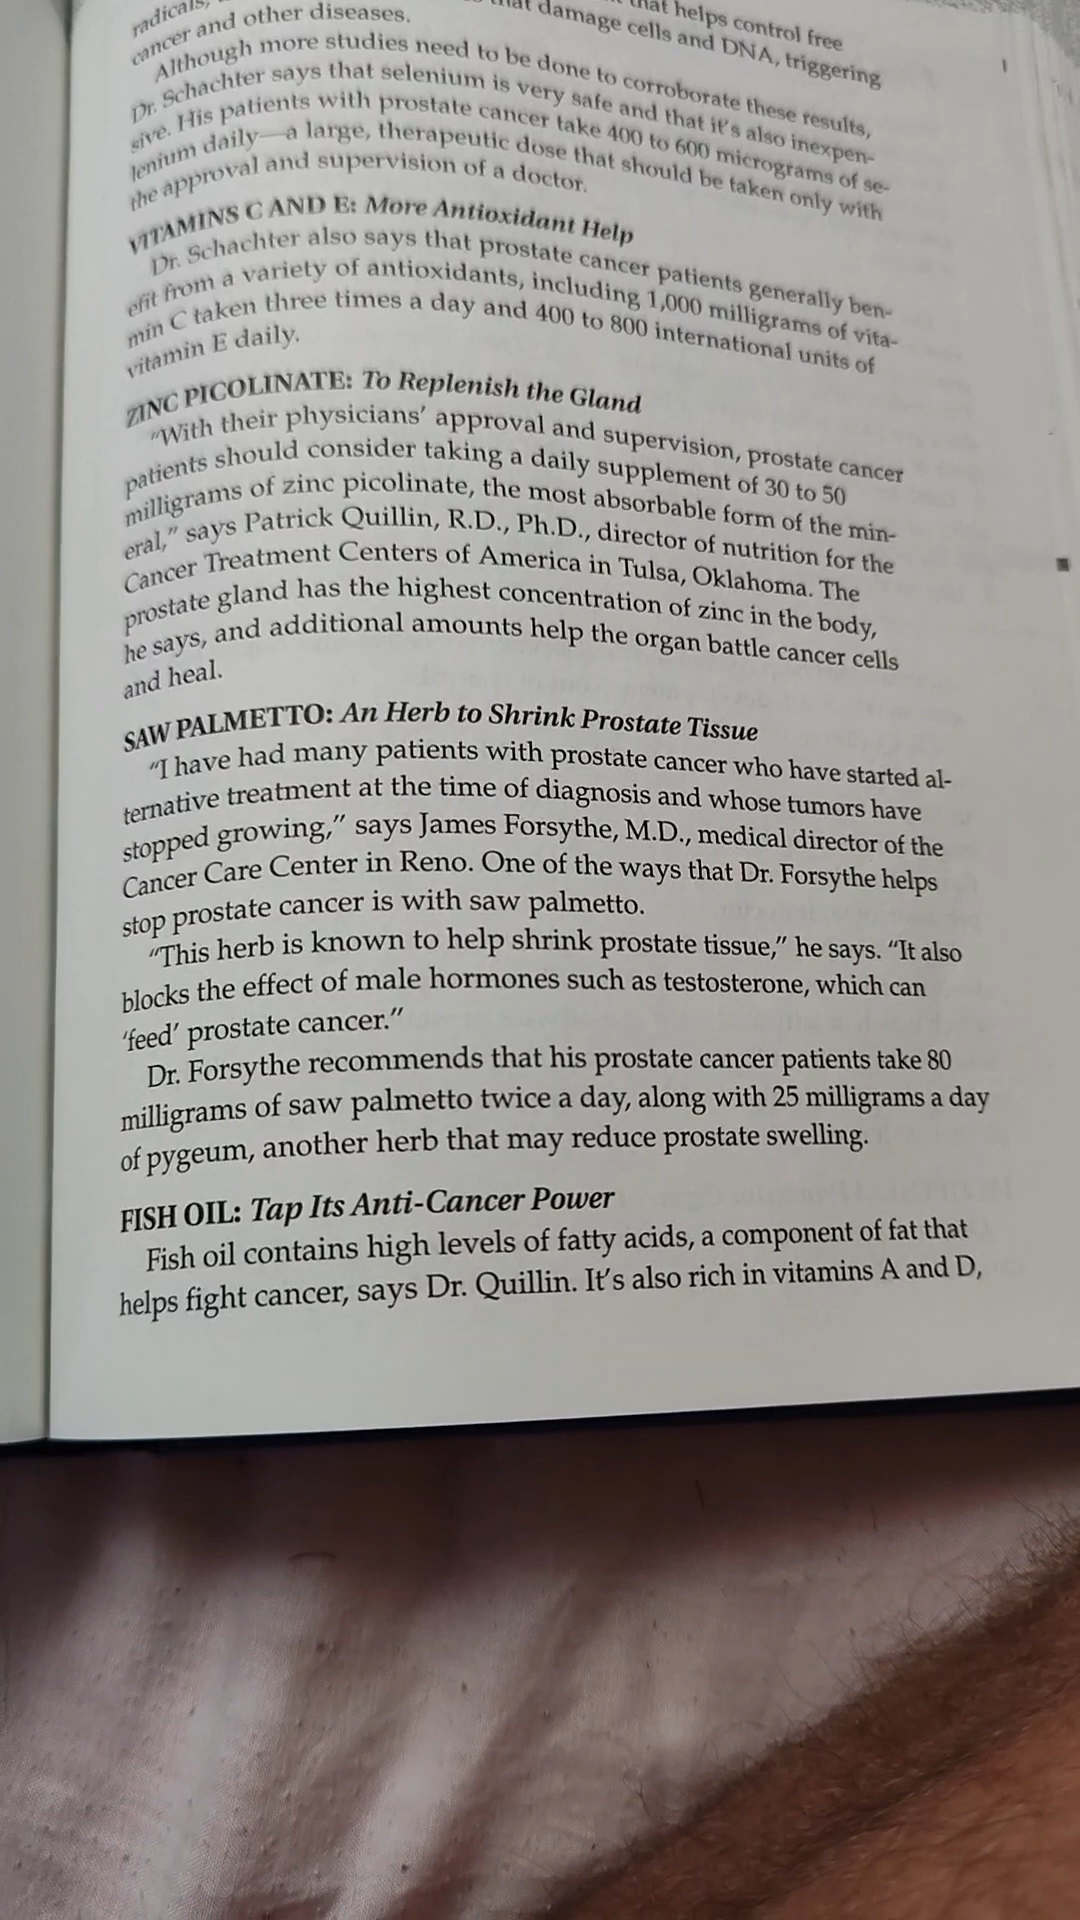 that helps control free
radicals, that damage cells and DNA, triggering
cancer and other diseases.
Although more studies need to be done to corroborate these results,
Dr. Schachter says that selenium is very safe and that it's also inexpen-
sive. His patients with prostate cancer take 400 to 600 micrograms of se-
lenium daily—a large, therapeutic dose that should be taken only with
the approval and supervision of a doctor.
VITAMINS C AND E: More Antioxidant Help
Dr. Schachter also says that prostate cancer patients generally ben-
efit from a variety of antioxidants, including 1,000 milligrams of vita-
min C taken three times a day and 400 to 800 international units of
vitamin E daily.
ZINC PICOLINATE: To Replenish the Gland
“With their physicians’ approval and supervision, prostate cancer
patients should consider taking a daily supplement of 30 to 50
milligrams of zinc picolinate, the most absorbable form of the min-
eral,” says Patrick Quillin, R.D., Ph.D., director of nutrition for the
Cancer Treatment Centers of America in Tulsa, Oklahoma. The
prostate gland has the highest concentration of zinc in the body,
he says, and additional amounts help the organ battle cancer cells
and heal.
SAW PALMETTO: An Herb to Shrink Prostate Tissue
“I have had many patients with prostate cancer who have started al-
ternative treatment at the time of diagnosis and whose tumors have
stopped growing,” says James Forsythe, M.D., medical director of the
Cancer Care Center in Reno. One of the ways that Dr. Forsythe helps
stop prostate cancer is with saw palmetto.
“This herb is known to help shrink prostate tissue,” he says. “It also
blocks the effect of male hormones such as testosterone, which can
‘feed’ prostate cancer.”
Dr. Forsythe recommends that his prostate cancer patients take 80
milligrams of saw palmetto twice a day, along with 25 milligrams a day
of pygeum, another herb that may reduce prostate swelling.
FISH OIL: Tap Its Anti-Cancer Power
Fish oil contains high levels of fatty acids, a component of fat that
helps fight cancer, says Dr. Quillin. It’s also rich in vitamins A and D,